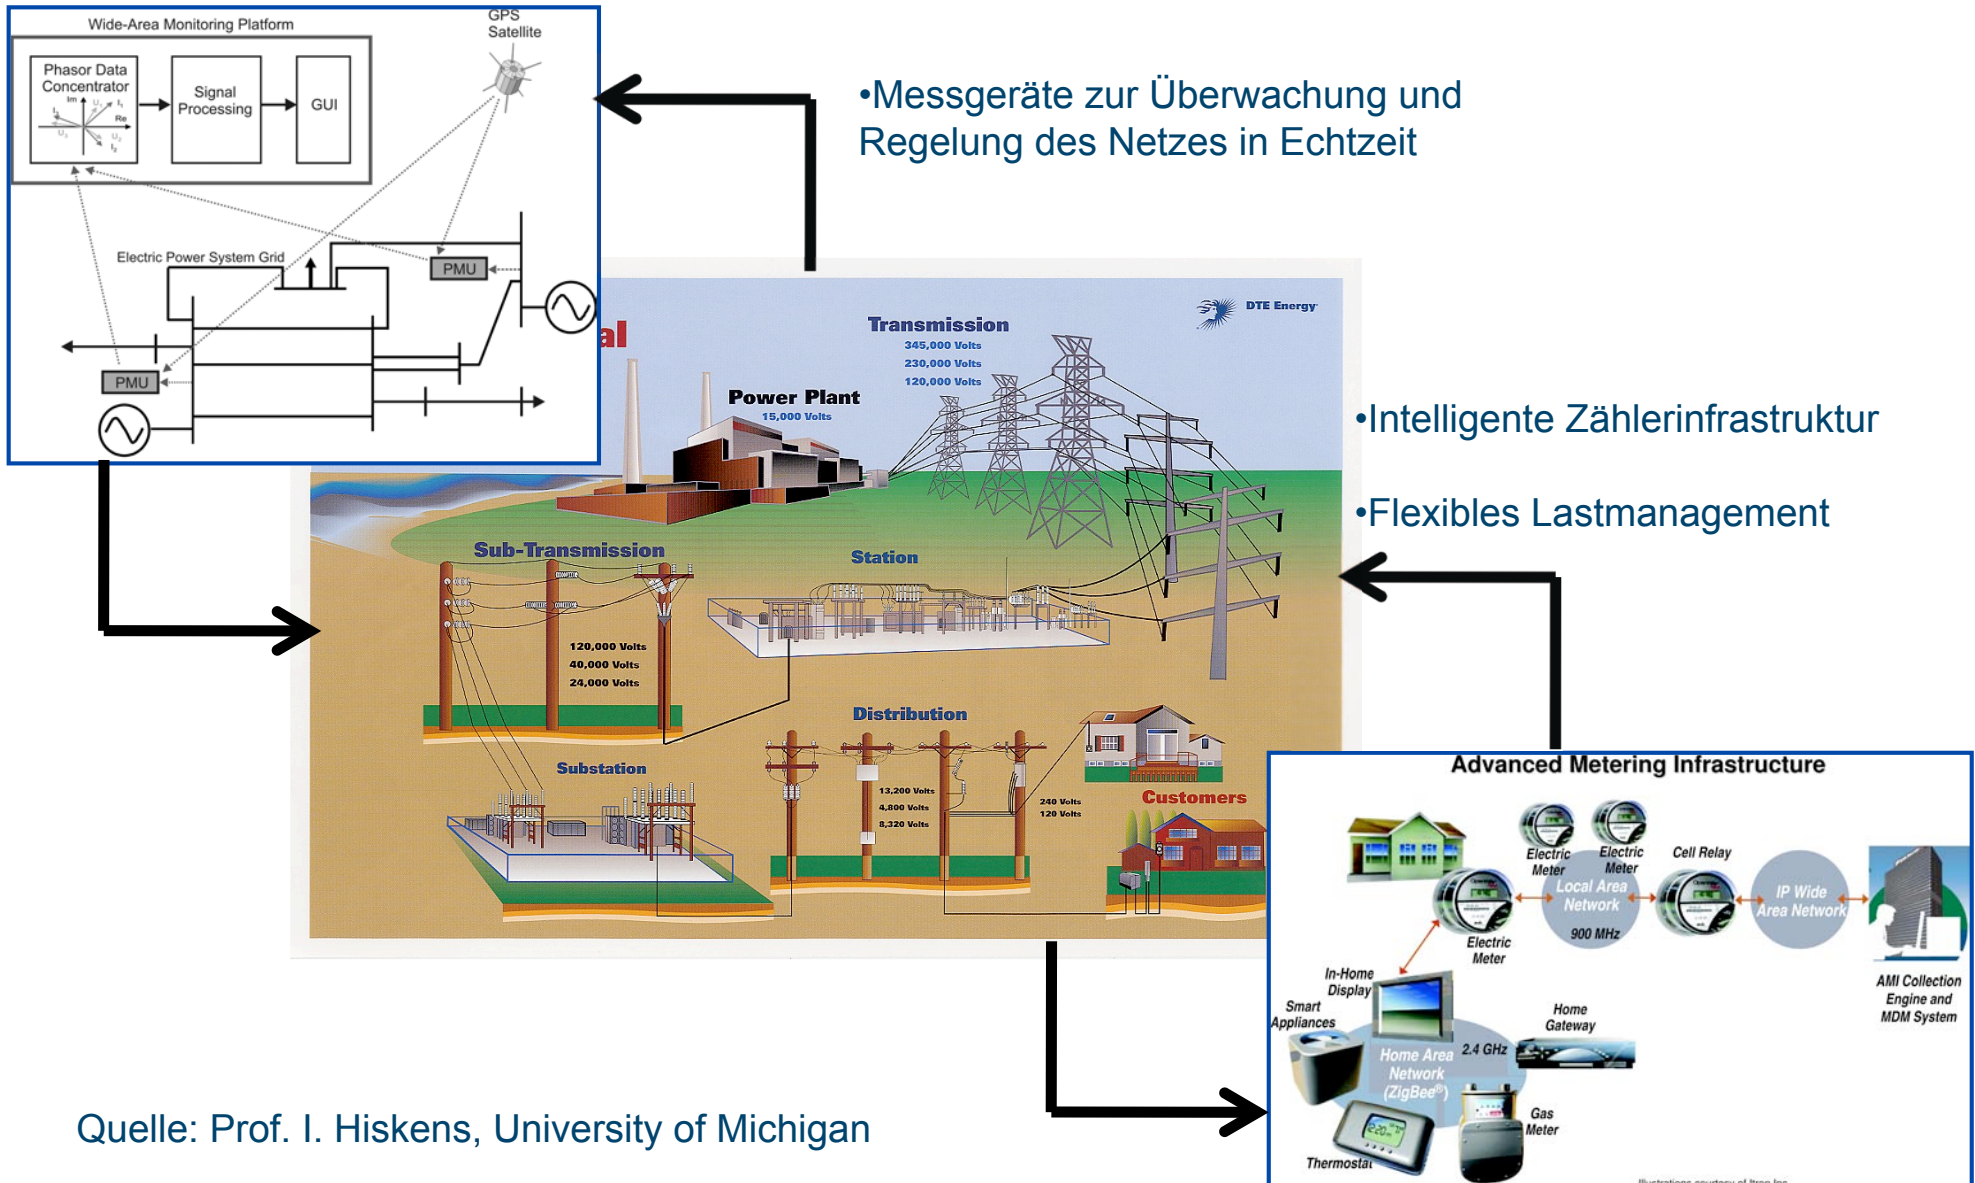 Wide-Area Monitoring Platform
GPS
Satellite
Phasor Data
Concentrator
Im
U₁
I₁
Re
Signal
Processing
GUI
Electric Power System Grid
PMU
PMU
•Messgeräte zur Überwachung und
Regelung des Netzes in Echtzeit
al
Transmission
345,000 Volts
230,000 Volts
120,000 Volts
DTE Energy
Power Plant
15,000 Volts
•Intelligente Zählerinfrastruktur
•Flexibles Lastmanagement
Sub-Transmission
120,000 Volts
40,000 Volts
24,000 Volts
Station
Distribution
Substation
13,200 Volts
4,800 Volts
8,320 Volts
240 Volts
120 Volts
Customers
Advanced Metering Infrastructure
Electric
Meter
Electric
Meter
Cell Relay
Local Area
Network
900 MHz
IP Wide
Area Network
Electric
Meter
AMI Collection
Engine and
MDM System
In-Home
Display
Smart
Appliances
Home
Gateway
Home Area
Network
(ZigBee®)
2.4 GHz
Gas
Meter
Thermostat
Quelle: Prof. I. Hiskens, University of Michigan